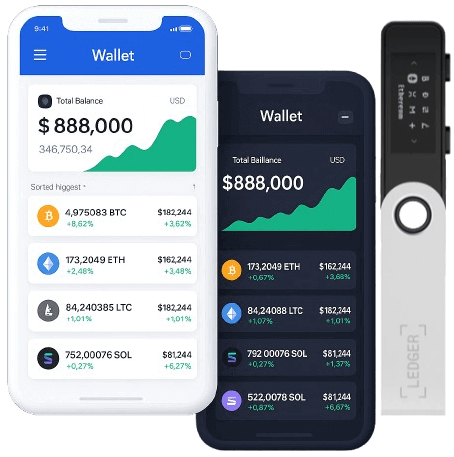 9:41
Wallet
Total Balance USD
$ 888,000
346,750,34
Sorted higgest
4,975083 BTC $182,244
+8,62% +3,62%
173,2049 ETH $162,244
+2,48% +3,48%
84,240385 LTC $182,244
+1,01% +1,01%
752,00076 SOL $81,244
+0,27% +6,27%
Wallet
Total Baillance USD
$888,000
173,2049 ETH $162,244
+0,67% +3,68%
84,24088 LTC $182,244
+1,07% +1,01%
792 00076 SOL $81,244
+0,27% +1,37%
522,0078 SOL $81,244
+0,87% +6,67%
Ethereum
LEDGER